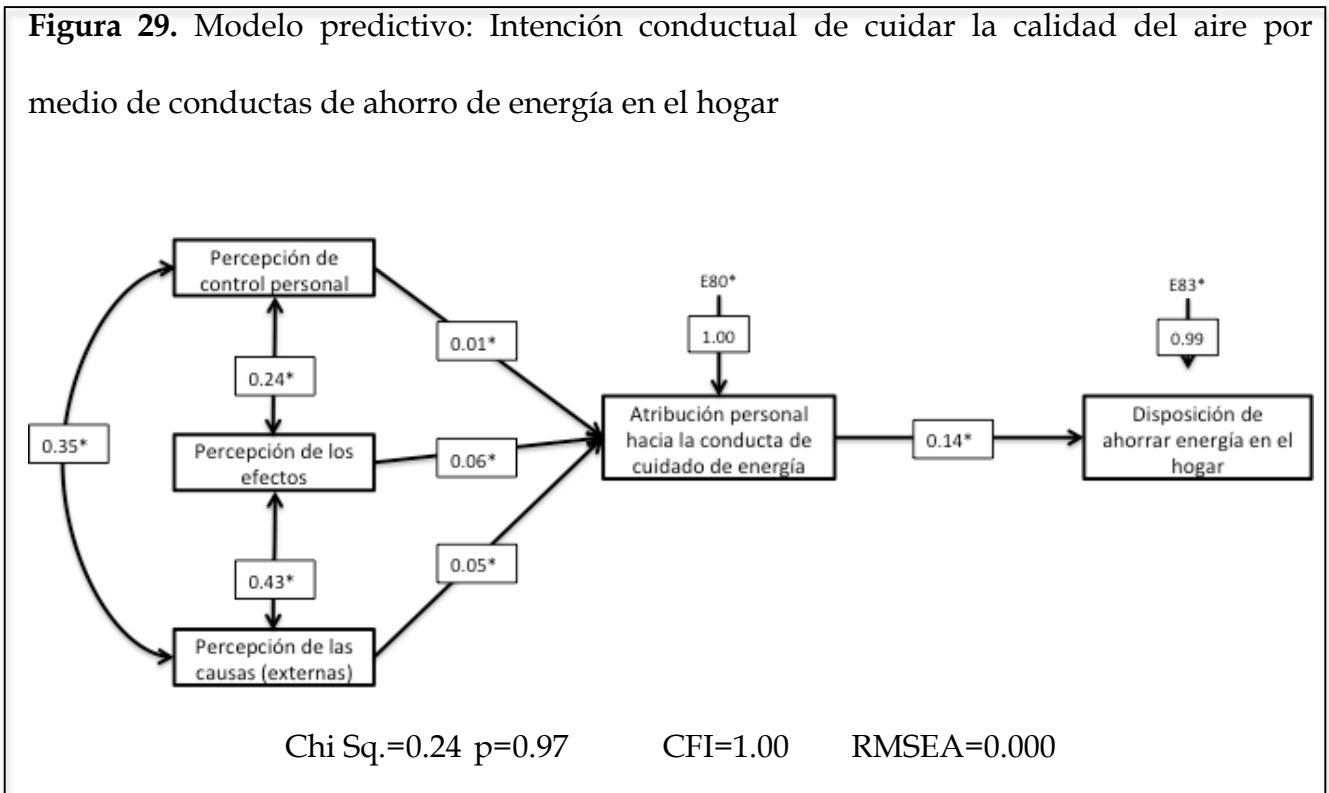 Figura 29. Modelo predictivo: Intención conductual de cuidar la calidad del aire por
medio de conductas de ahorro de energía en el hogar
Percepción de
control personal
E80*
E83*
1.00
0.99
0.01*
0.24*
0.35*
Percepción de los
efectos
0.06*
Atribución personal
hacia la conducta de
cuidado de energía
0.14*
Disposición de
ahorrar energía en el
hogar
0.43*
0.05*
Percepción de las
causas (externas)
Chi Sq.=0.24 p=0.97 CFI=1.00 RMSEA=0.000